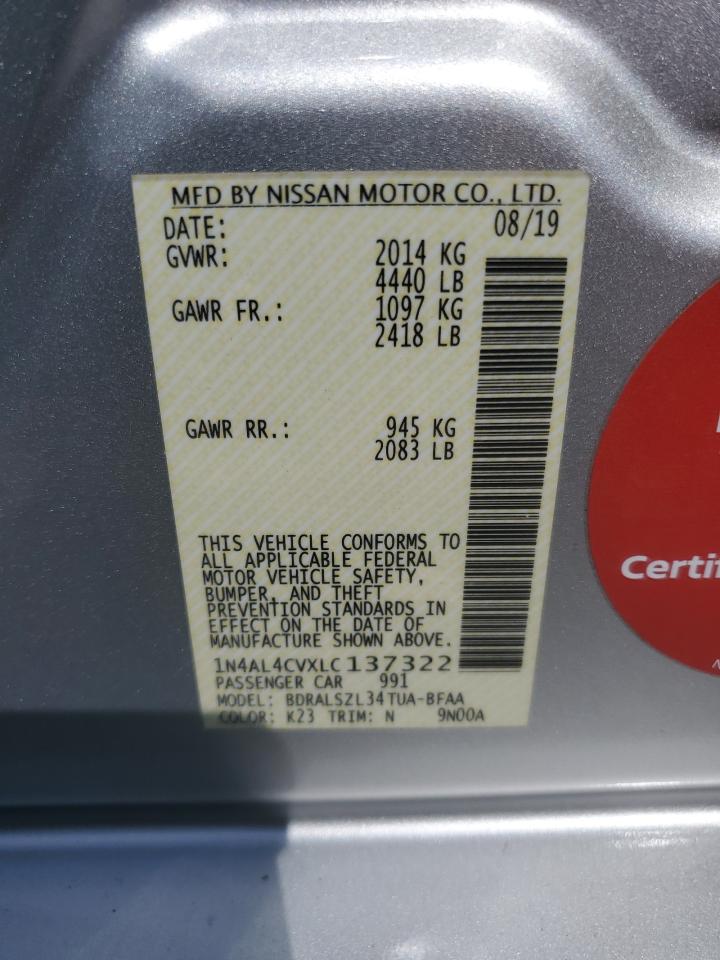 MFD BY NISSAN MOTOR CO., LTD.
DATE: 08/19
GVWR: 2014 KG
4440 LB
GAWR FR.: 1097 KG
2418 LB
GAWR RR.: 945 KG
2083 LB
THIS VEHICLE CONFORMS TO
ALL APPLICABLE FEDERAL
MOTOR VEHICLE SAFETY,
BUMPER, AND THEFT
PREVENTION STANDARDS IN
EFFECT ON THE DATE OF
MANUFACTURE SHOWN ABOVE.
1N4AL4CVXLC137322
PASSENGER CAR 991
MODEL: BDRALSZL34TUA-BFAA
COLOR: K23 TRIM: N 9N00A